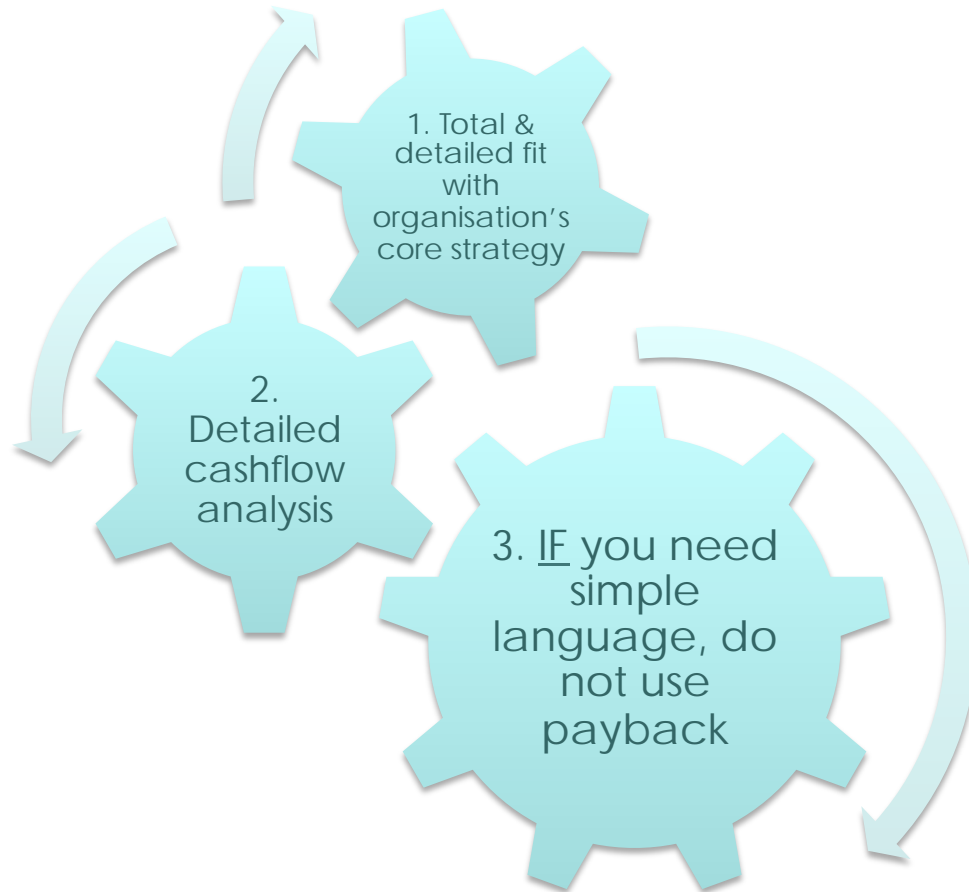 1. Total &
detailed fit
with
organisation’s
core strategy
2.
Detailed
cashflow
analysis
3. IF you need
simple
language, do
not use
payback